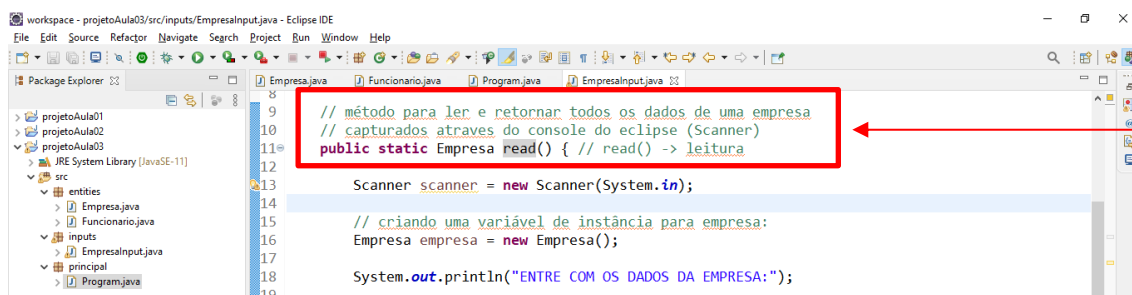 workspace - projetoAula03/src/inputs/EmpresaInput.java - Eclipse IDE
File Edit Source Refactor Navigate Search Project Run Window Help
Package Explorer
Empresa.java Funcionario.java Program.java EmpresaInput.java
projetoAula01
projetoAula02
projetoAula03
JRE System Library [JavaSE-11]
src
entities
Empresa.java
Funcionario.java
inputs
EmpresaInput.java
principal
Program.java
8
9 // método para ler e retornar todos os dados de uma empresa
10 // capturados atraves do console do eclipse (Scanner)
11 public static Empresa read() { // read() -> leitura
12
13 Scanner scanner = new Scanner(System.in);
14
15 // criando uma variável de instância para empresa:
16 Empresa empresa = new Empresa();
17
18 System.out.println("ENTRE COM OS DADOS DA EMPRESA:");
19